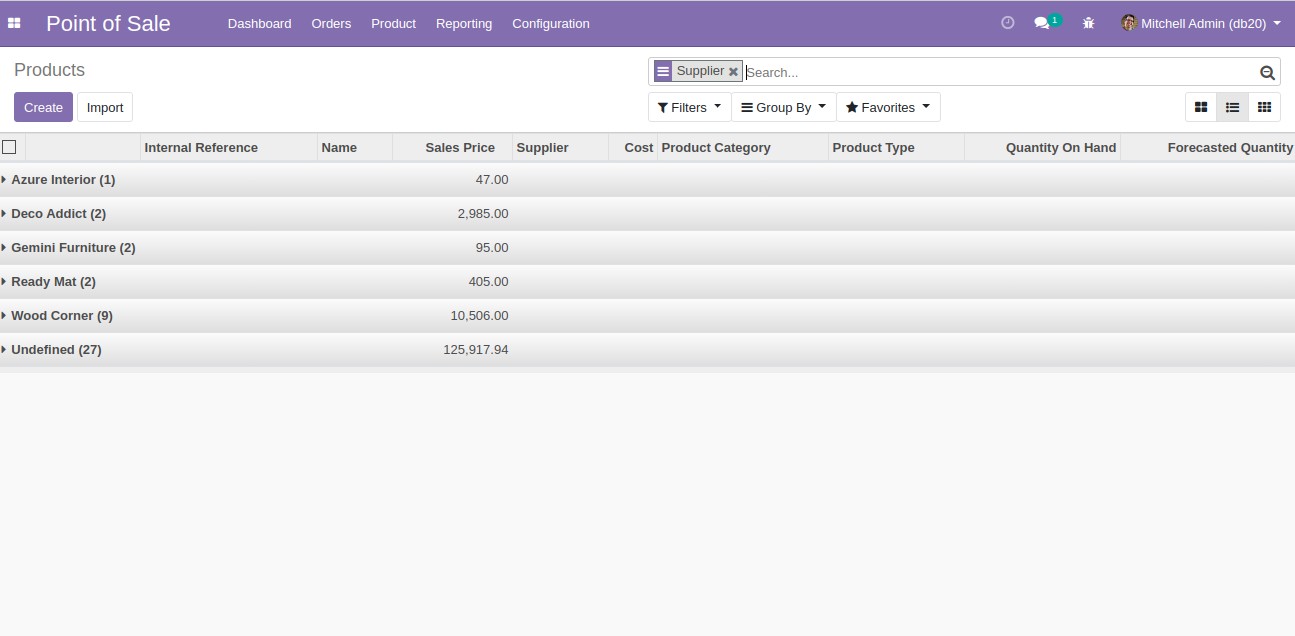 Point of Sale Dashboard Orders Product Reporting Configuration 1 Mitchell Admin (db20)
Products
Supplier Search...
Create Import Filters Group By Favorites
Internal Reference Name Sales Price Supplier Cost Product Category Product Type Quantity On Hand Forecasted Quantity
Azure Interior (1) 47.00
Deco Addict (2) 2,985.00
Gemini Furniture (2) 95.00
Ready Mat (2) 405.00
Wood Corner (9) 10,506.00
Undefined (27) 125,917.94